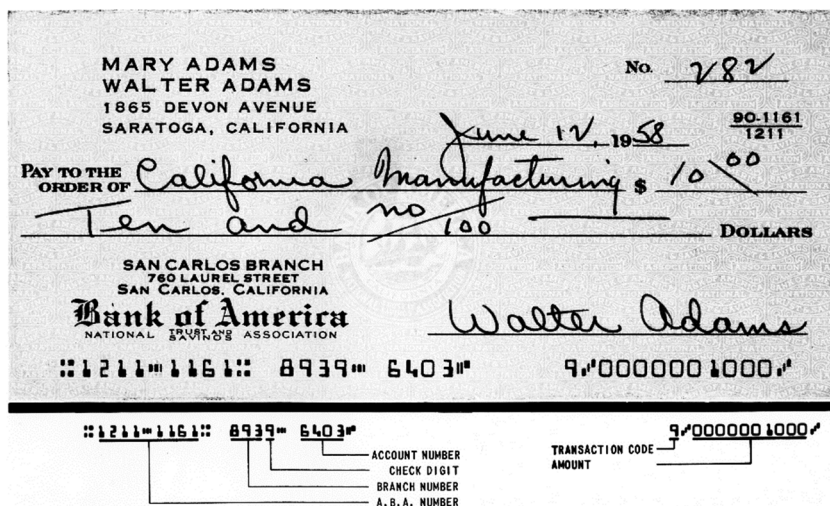 MARY ADAMS
WALTER ADAMS
1865 DEVON AVENUE
SARATOGA, CALIFORNIA
No. 282
June 12, 1958
90-1161
1211
PAY TO THE ORDER OF California Manufacturing $ 10 00
Ten and no/100 DOLLARS
SAN CARLOS BRANCH
760 LAUREL STREET
SAN CARLOS, CALIFORNIA
Bank of America
NATIONAL TRUST AND SAVINGS ASSOCIATION
Walter Adams
⑆1211⑉1161⑆ 8939⑉ 6403⑈ 9⑇0000001000⑇
⑆1211⑉1161⑆ 8939⑉ 6403⑈ 9⑇0000001000⑇
ACCOUNT NUMBER
CHECK DIGIT
BRANCH NUMBER
A.B.A. NUMBER
TRANSACTION CODE
AMOUNT